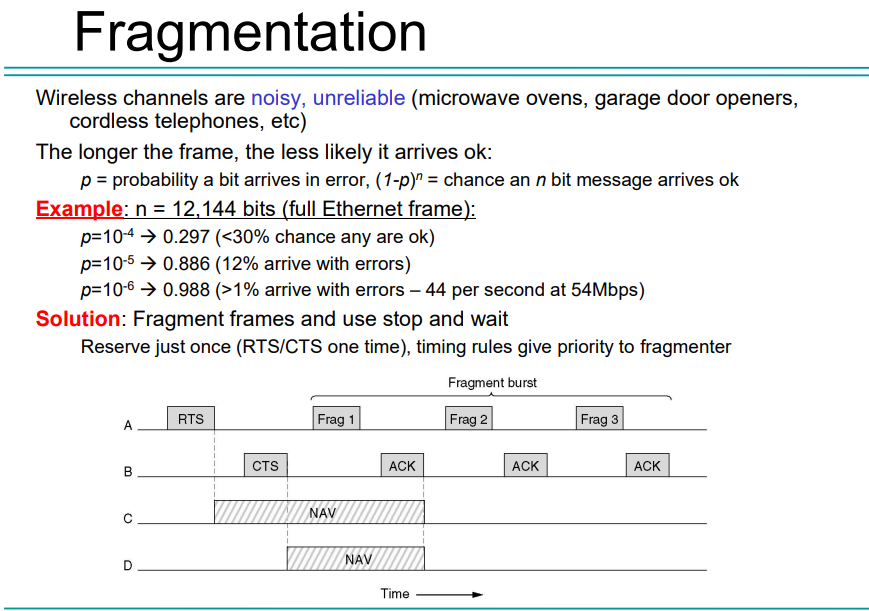 Fragmentation
Wireless channels are noisy, unreliable (microwave ovens, garage door openers,
cordless telephones, etc)
The longer the frame, the less likely it arrives ok:
p = probability a bit arrives in error, (1-p)ⁿ = chance an n bit message arrives ok
Example: n = 12,144 bits (full Ethernet frame):
p=10⁻⁴ → 0.297 (<30% chance any are ok)
p=10⁻⁵ → 0.886 (12% arrive with errors)
p=10⁻⁶ → 0.988 (>1% arrive with errors – 44 per second at 54Mbps)
Solution: Fragment frames and use stop and wait
Reserve just once (RTS/CTS one time), timing rules give priority to fragmenter
Fragment burst
A RTS Frag 1 Frag 2 Frag 3
B CTS ACK ACK ACK
C NAV
D NAV
Time